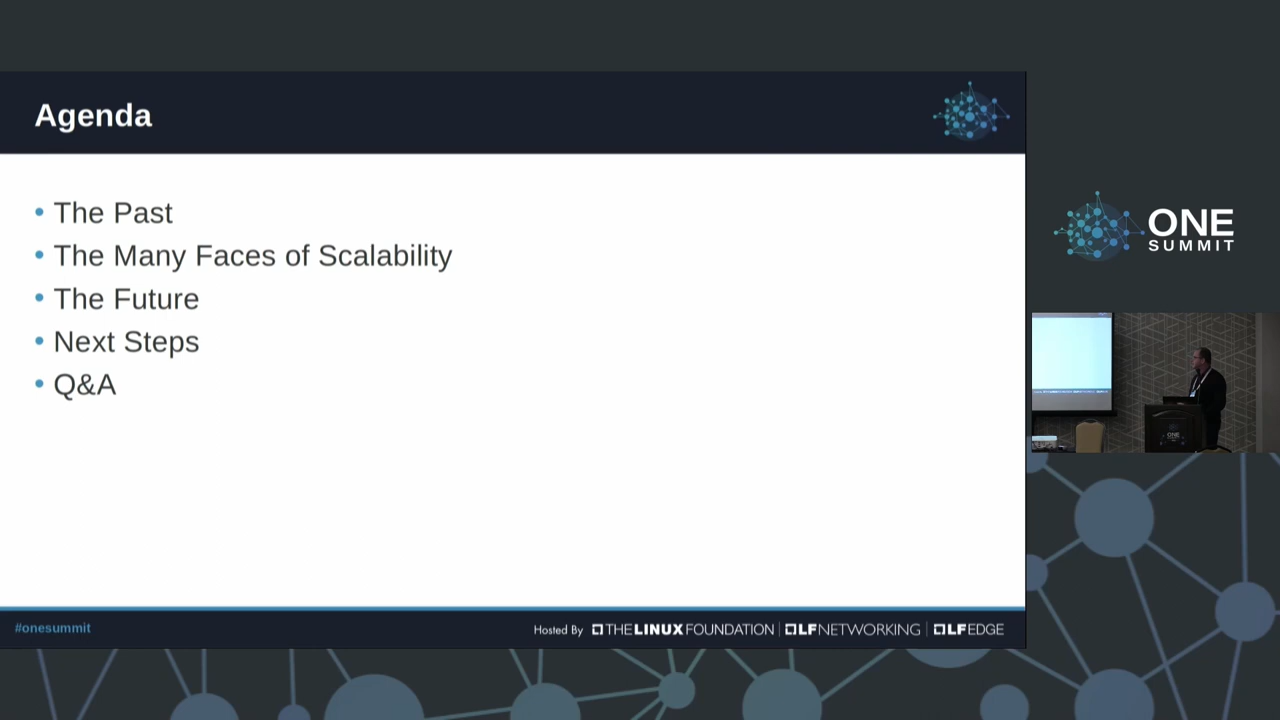 Agenda
• The Past
• The Many Faces of Scalability
• The Future
• Next Steps
• Q&A
#onesummit
Hosted By THE LINUX FOUNDATION LF NETWORKING LF EDGE
ONE
SUMMIT
ONE